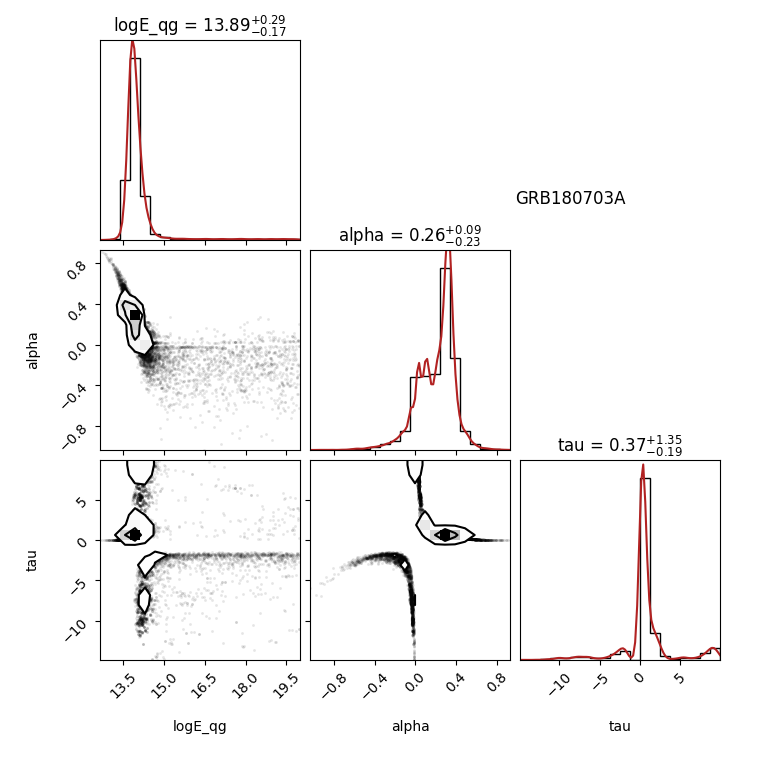 logE_qg = 13.89+0.29−0.17
GRB180703A
alpha = 0.26+0.09−0.23
0.8
0.4
0.0
−0.4
−0.8
alpha
tau = 0.37+1.35−0.19
5
0
−5
−10
tau
13.5 15.0 16.5 18.0 19.5
−0.8 −0.4 0.0 0.4 0.8
−10 −5 0 5
logE_qg alpha tau